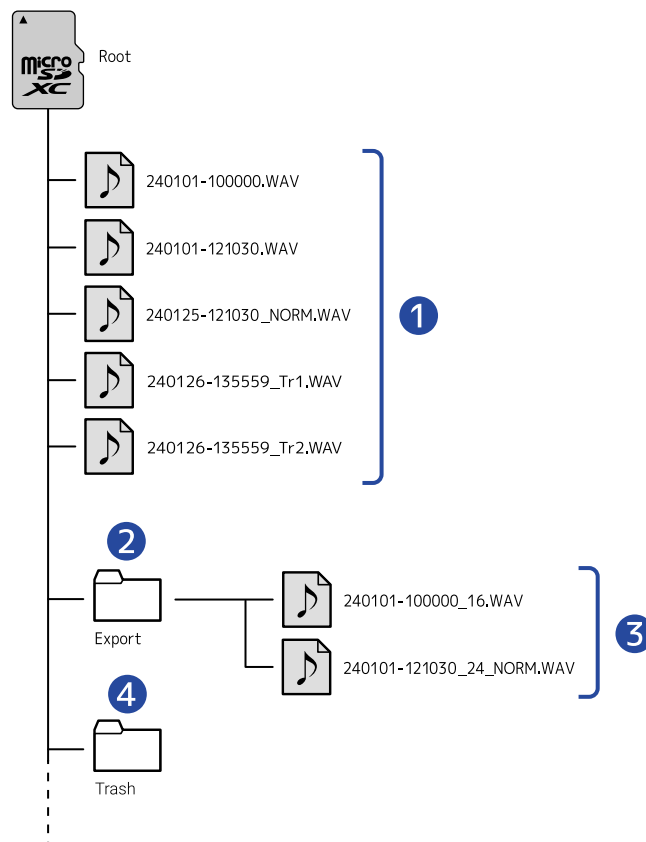 micro
SD
XC
Root
240101-100000.WAV
240101-121030.WAV
1
240125-121030_NORM.WAV
240126-135559_Tr1.WAV
240126-135559_Tr2.WAV
2
Export
240101-100000_16.WAV
3
240101-121030_24_NORM.WAV
4
Trash